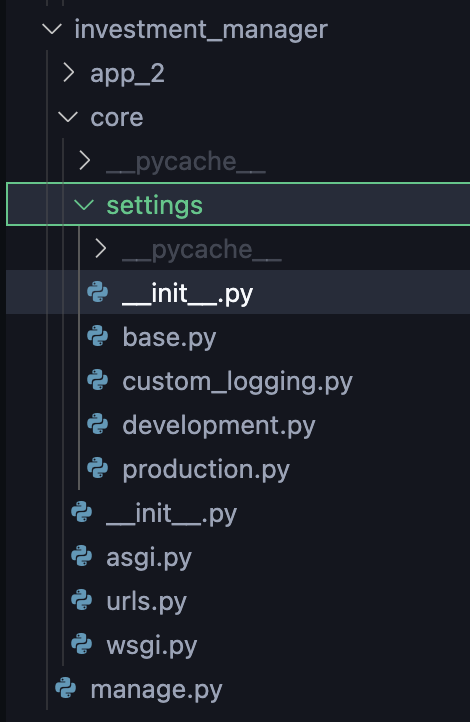 investment_manager
app_2
core
__pycache__
settings
__pycache__
__init__.py
base.py
custom_logging.py
development.py
production.py
__init__.py
asgi.py
urls.py
wsgi.py
manage.py